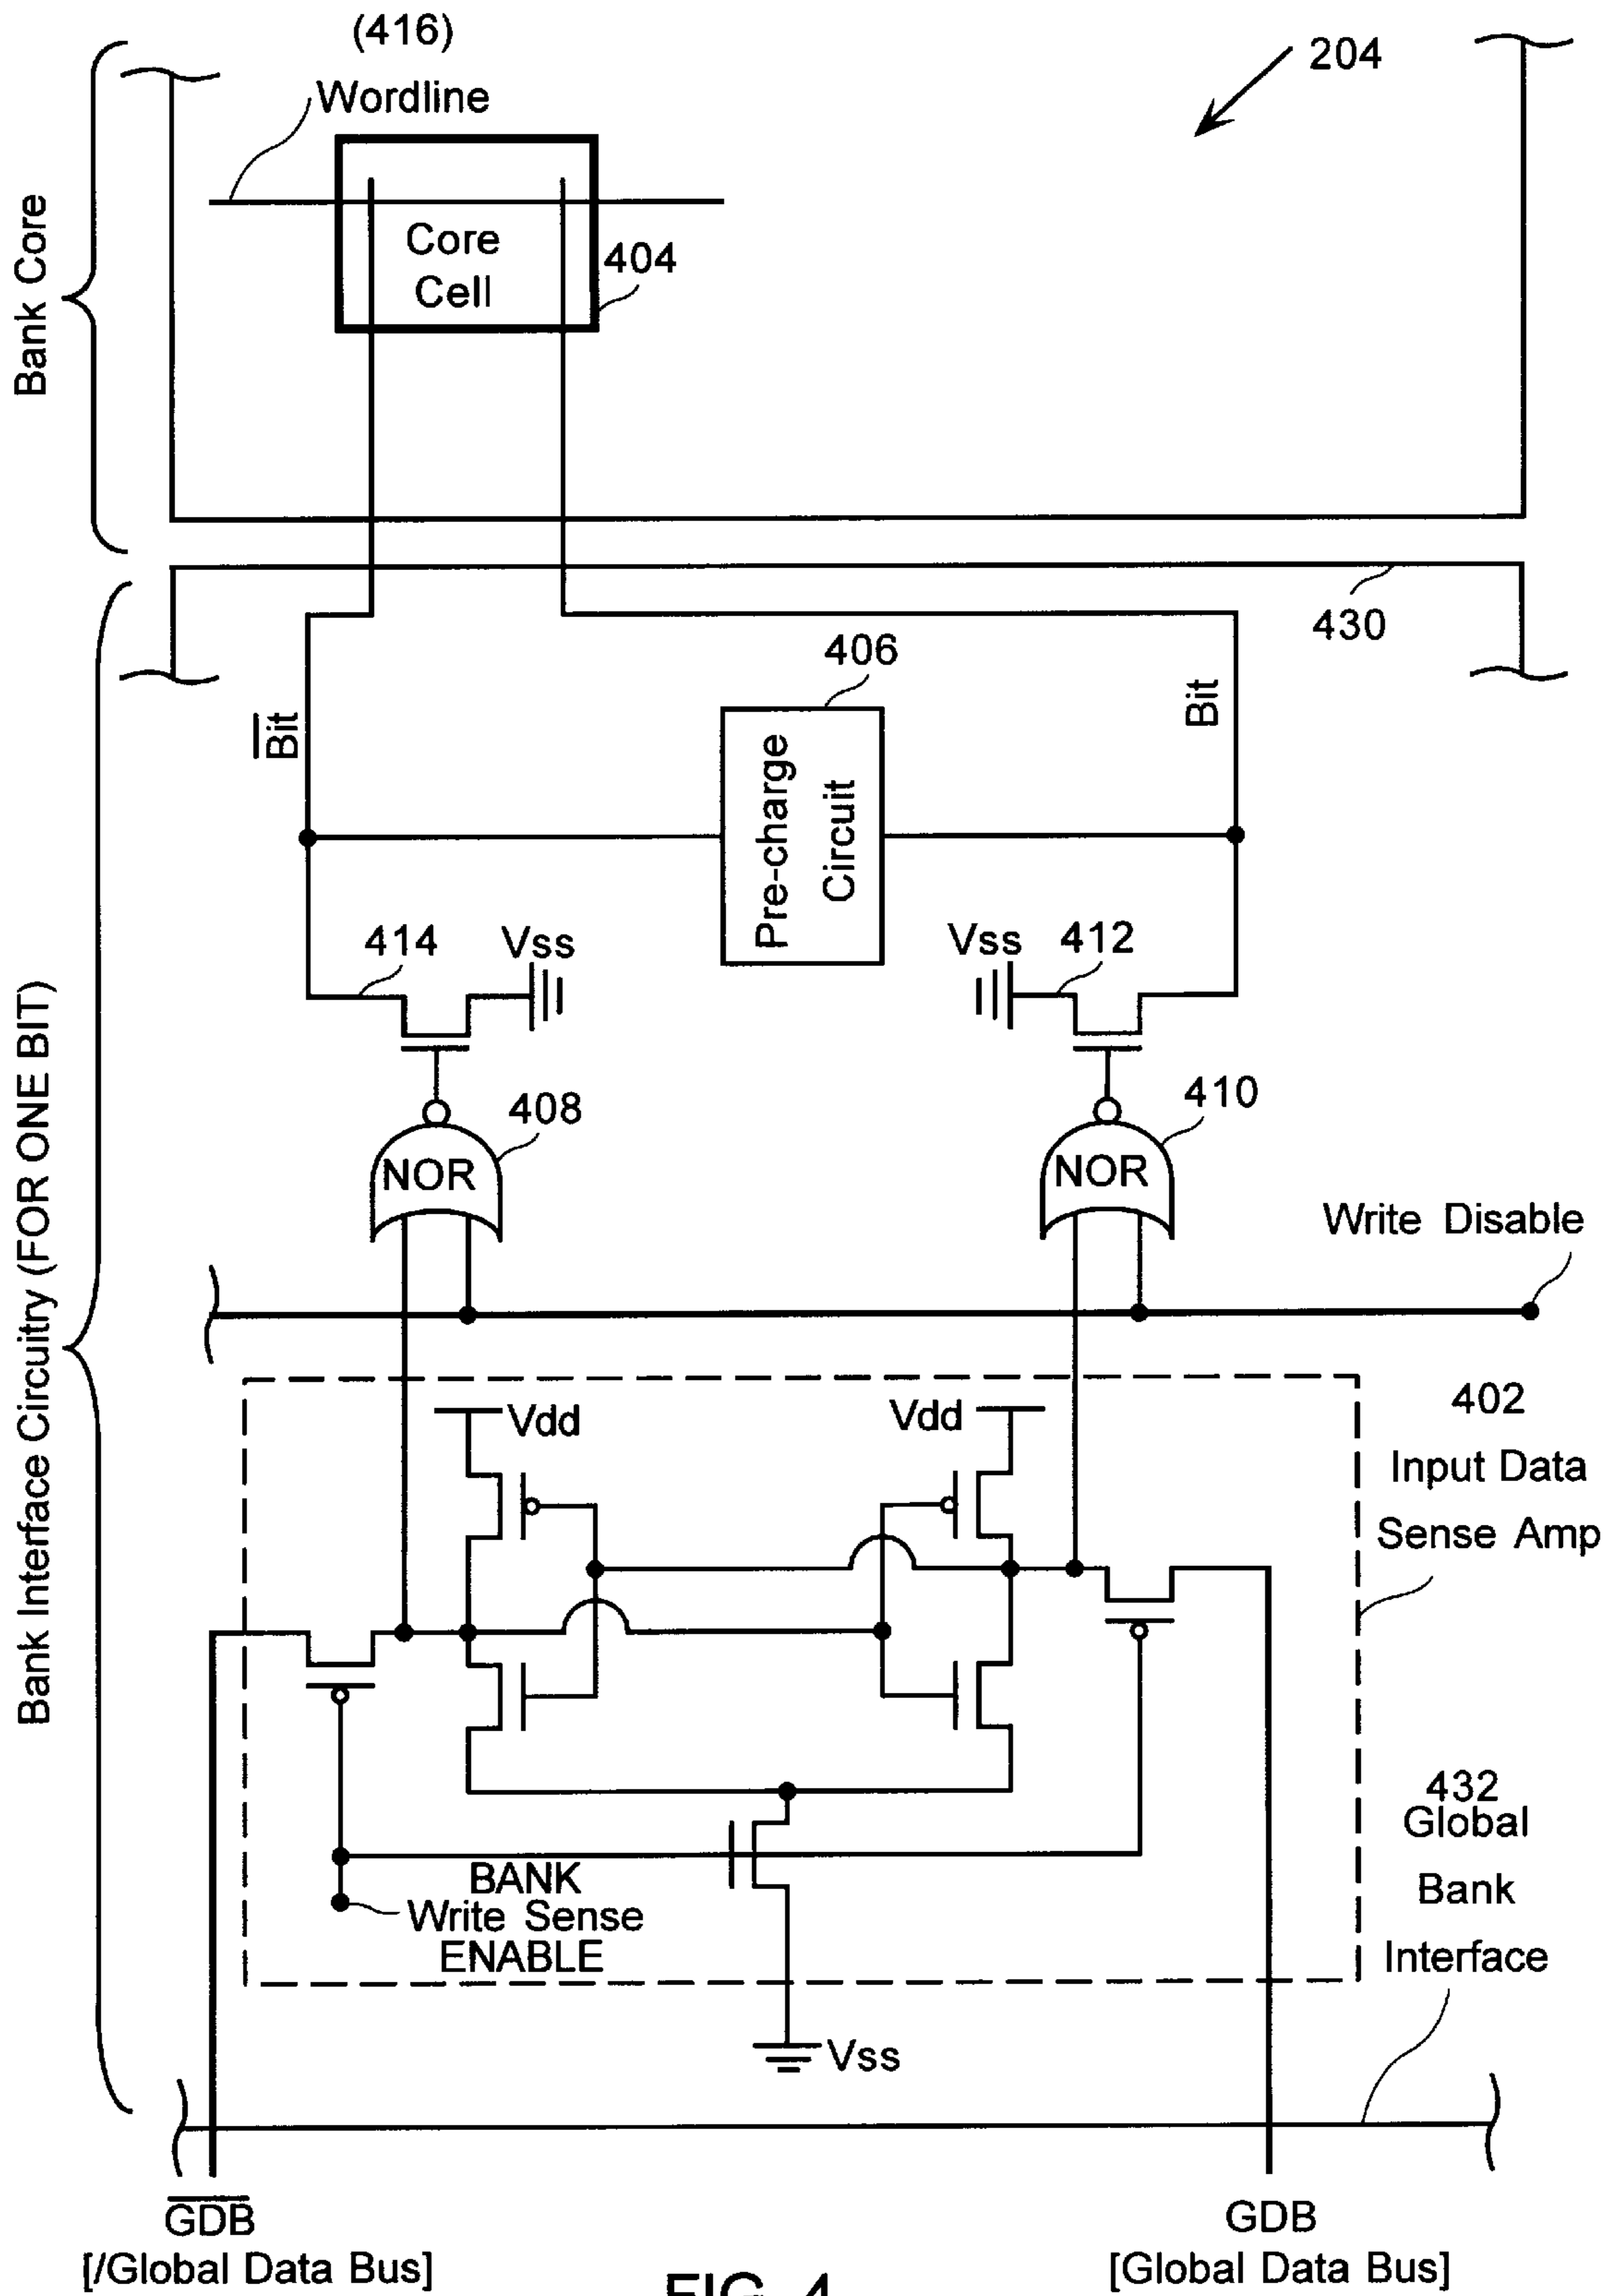 (416)
Wordline
204
Bank Core
Core
Cell
404
430
406
Bit
Bit
Pre-charge
Circuit
414
Vss
Vss
412
408
410
NOR
NOR
Write Disable
Bank Interface Circuitry (FOR ONE BIT)
402
Input Data
Sense Amp
Vdd
Vdd
432
Global
Bank
Interface
BANK
Write Sense
ENABLE
Vss
GDB
[/Global Data Bus]
GDB
[Global Data Bus]
FIG. 4